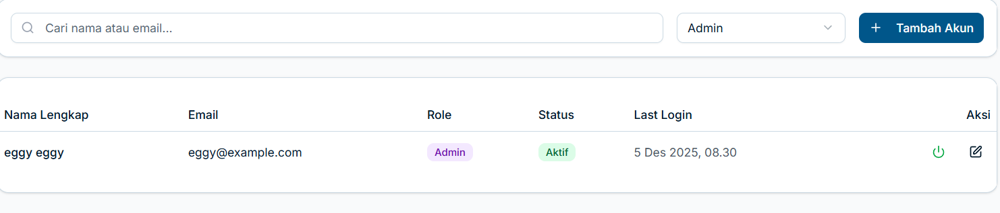 Cari nama atau email...
Admin
Tambah Akun
Nama Lengkap Email Role Status Last Login Aksi
eggy eggy eggy@example.com Admin Aktif 5 Des 2025, 08.30